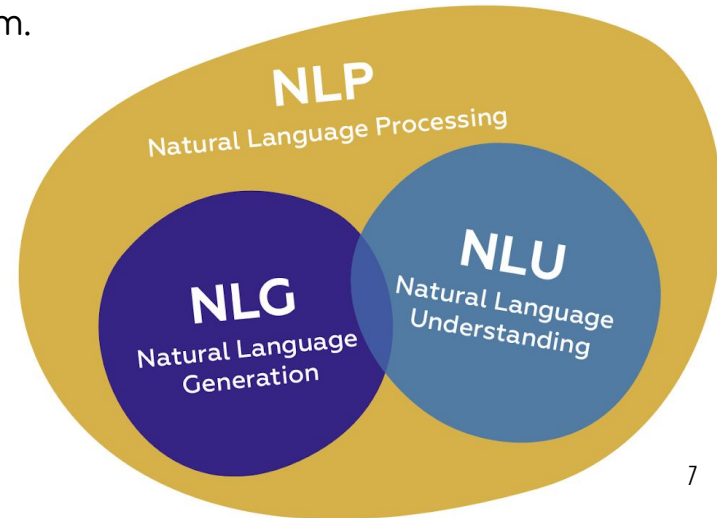 m.
NLP
Natural Language Processing
NLG
Natural Language
Generation
NLU
Natural Language
Understanding
7